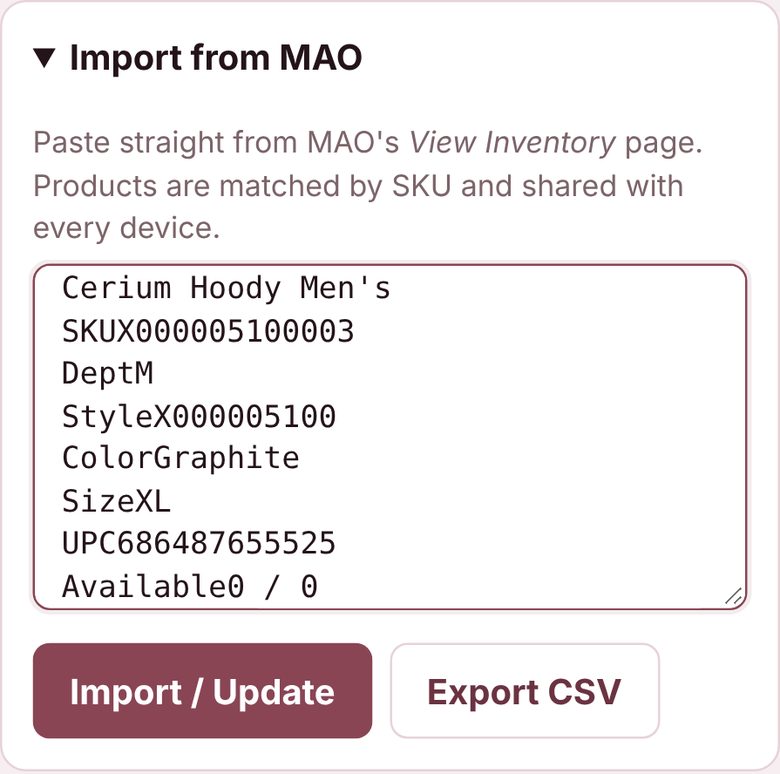 ▼ Import from MAO
Paste straight from MAO's View Inventory page.
Products are matched by SKU and shared with
every device.
Cerium Hoody Men's
SKUX000005100003
DeptM
StyleX000005100
ColorGraphite
SizeXL
UPC686487655525
Available0 / 0
Import / Update
Export CSV